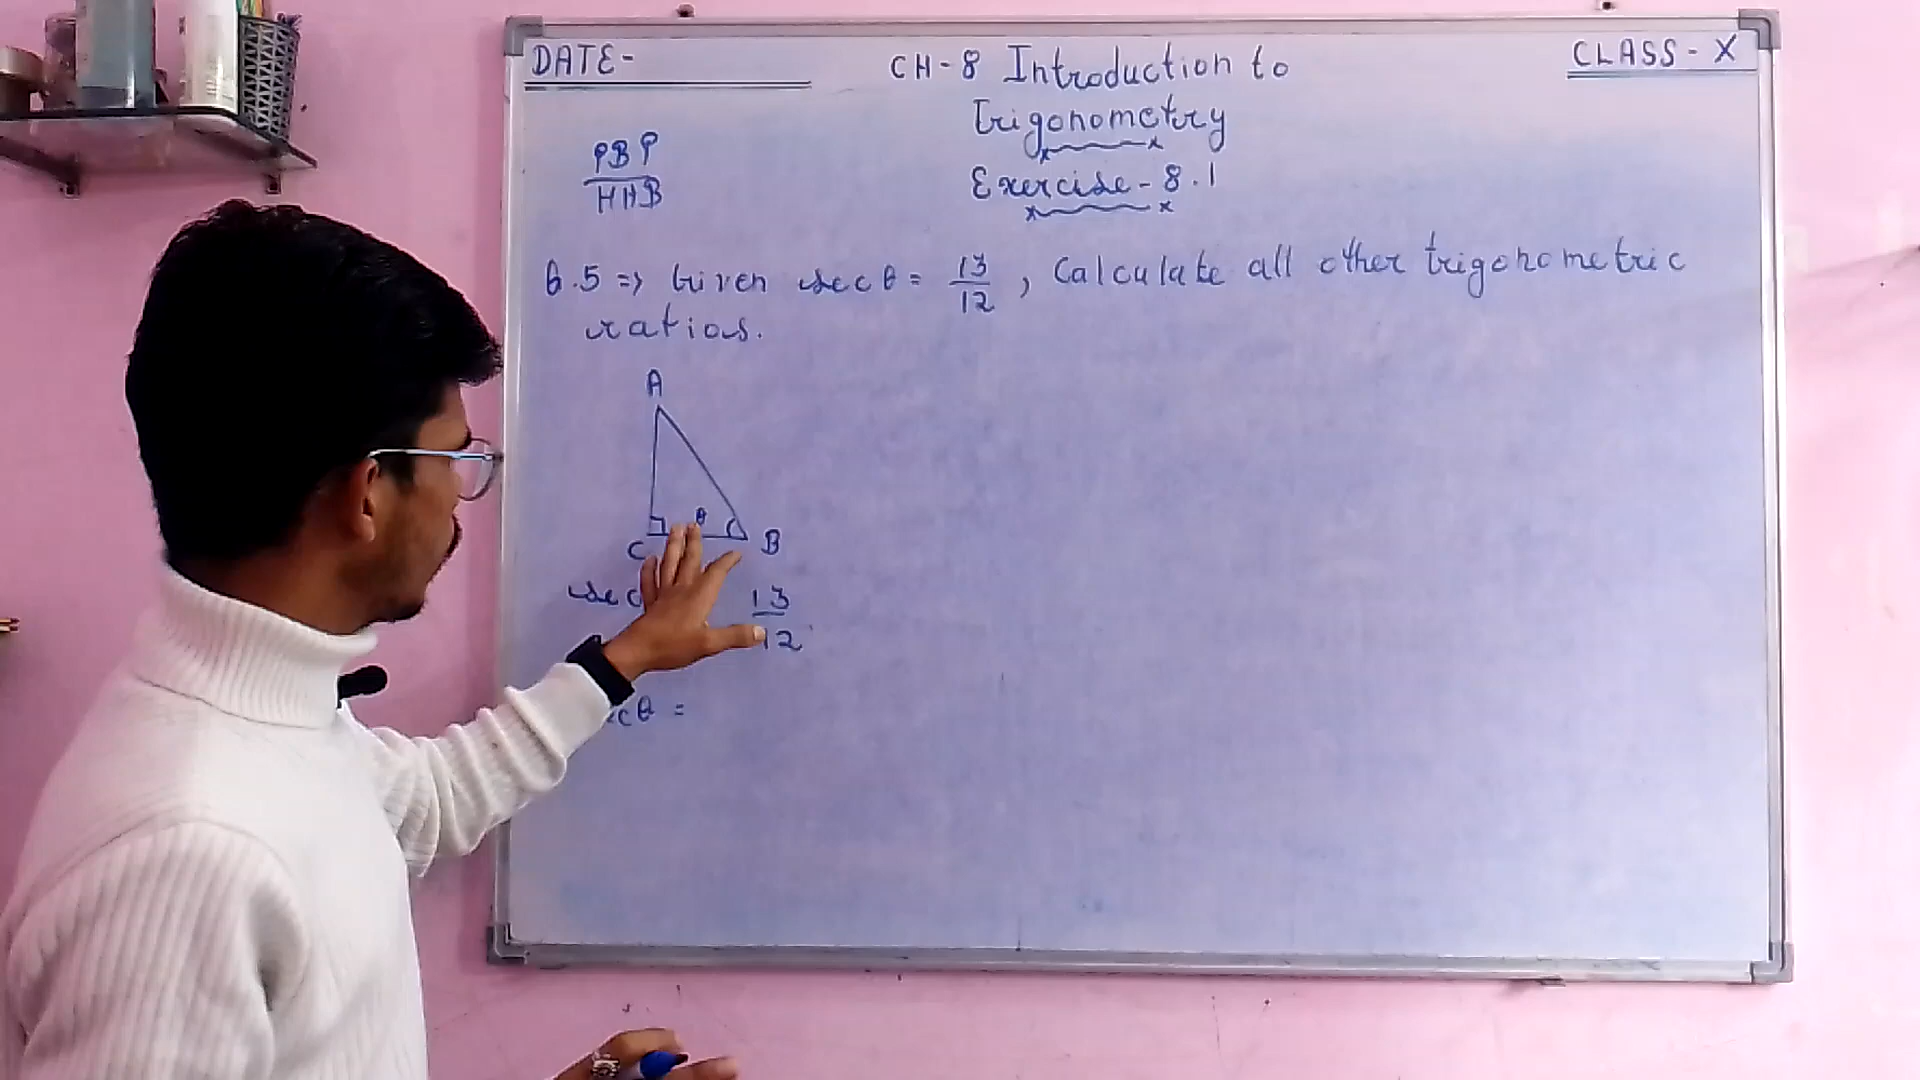 DATE-
CH-8 Introduction to
Trigonometry
CLASS - X
PBP
HHB
Exercise - 8.1
Q.5 => Given sec θ = 13/12 , Calculate all other trigonometric
ratios.
A
θ
C
B
sec 13/12
cθ =